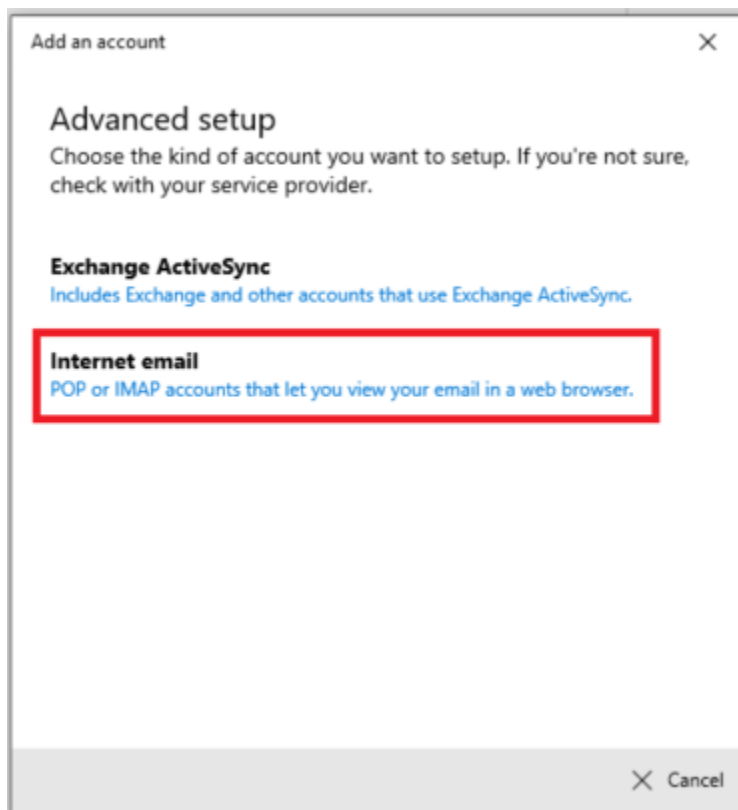 Add an account
Advanced setup
Choose the kind of account you want to setup. If you're not sure,
check with your service provider.
Exchange ActiveSync
Includes Exchange and other accounts that use Exchange ActiveSync.
Internet email
POP or IMAP accounts that let you view your email in a web browser.
Cancel